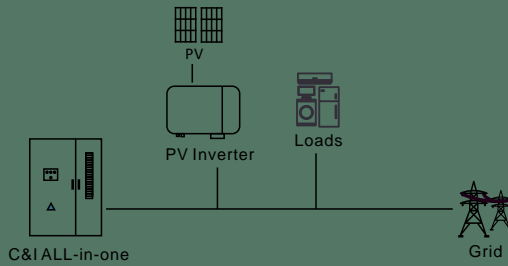 PV
PV Inverter
Loads
C&I ALL-in-one
Grid